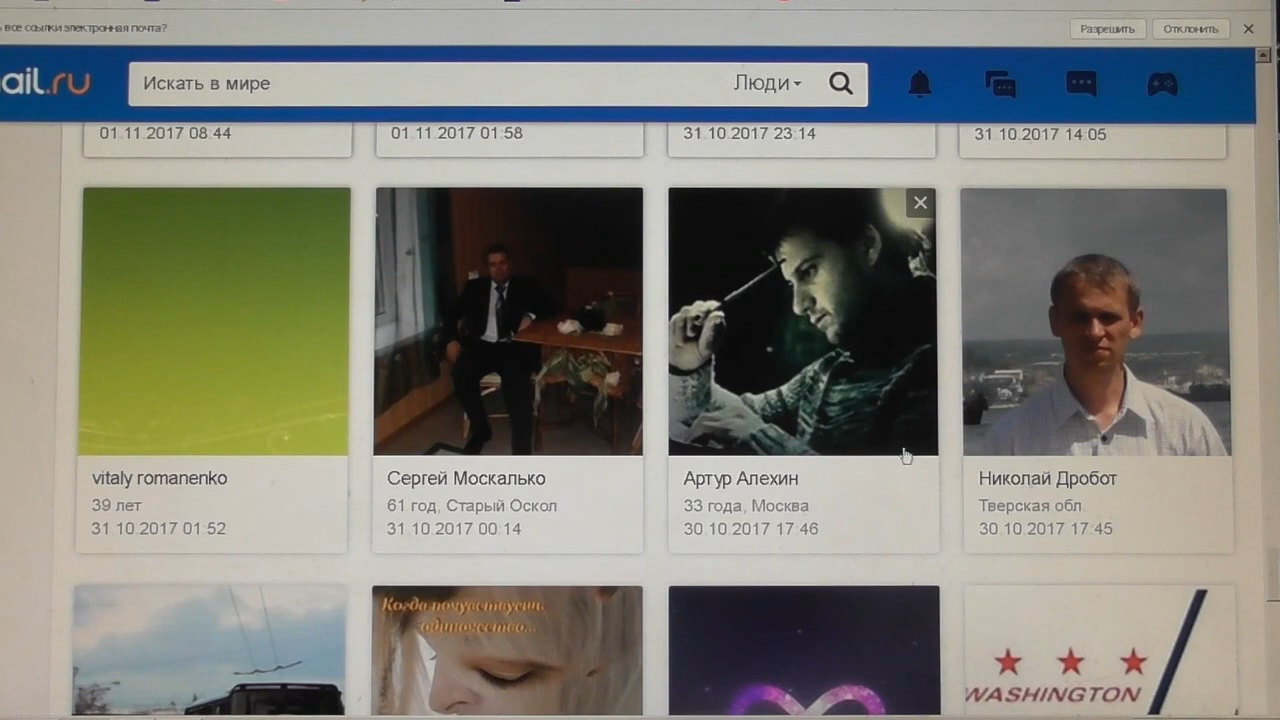 все ссылки электронная почта?
Разрешить
Отклонить
ail.ru
Искать в мире
Люди
01.11.2017 08:44
01.11.2017 01:58
31.10.2017 23:14
31.10.2017 14:05
vitaly romanenko
39 лет
31.10.2017 01:52
Сергей Москалько
61 год, Старый Оскол
31.10.2017 00:14
Артур Алехин
33 года, Москва
30.10.2017 17:46
Николай Дробот
Тверская обл.
30.10.2017 17:45
Когда почувствуеш,
одиночество...
WASHINGTON